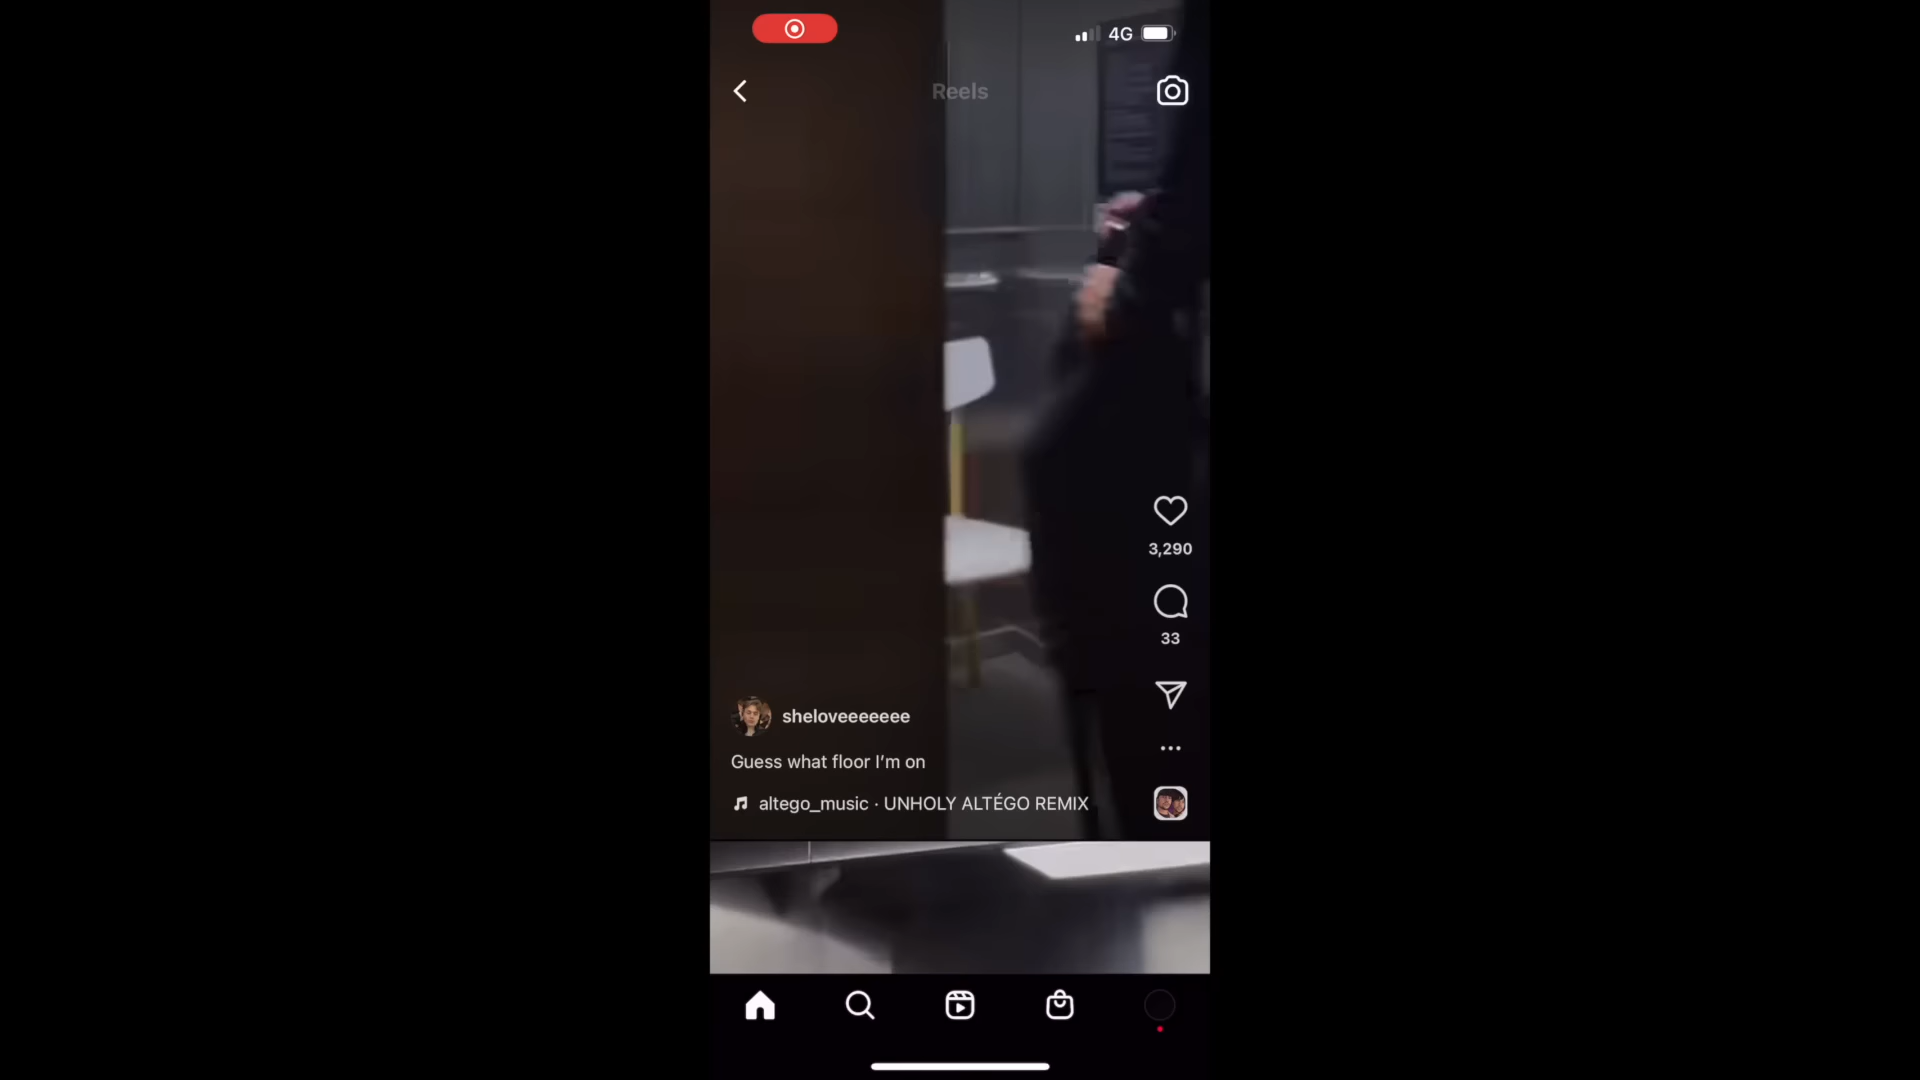 4G
Reels
3,290
33
sheloveeeeeee
Guess what floor I’m on
altego_music · UNHOLY ALTÉGO REMIX